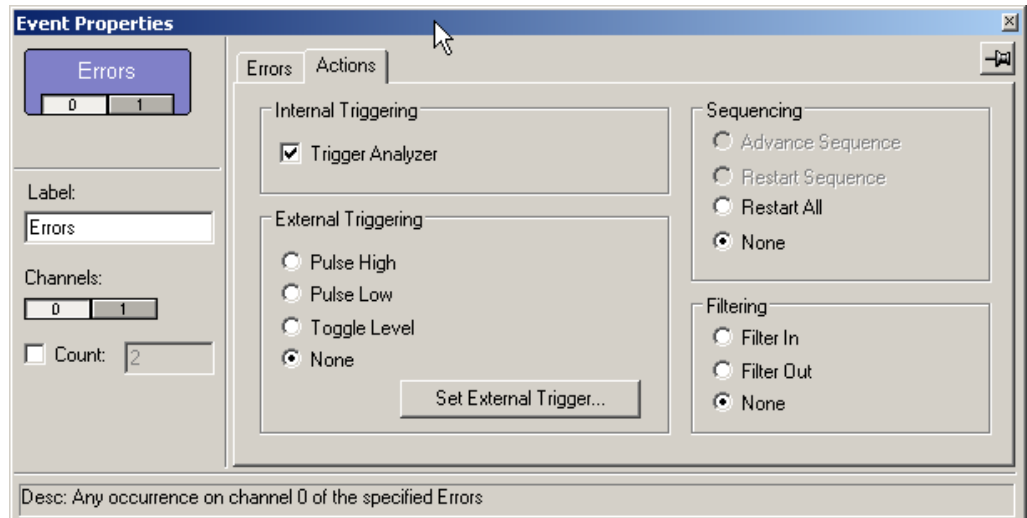 Event Properties
Errors
0 1
Label:
Errors
Channels:
0 1
Count: 2
Errors Actions
Internal Triggering
Trigger Analyzer
External Triggering
Pulse High
Pulse Low
Toggle Level
None
Set External Trigger...
Sequencing
Advance Sequence
Restart Sequence
Restart All
None
Filtering
Filter In
Filter Out
None
Desc: Any occurrence on channel 0 of the specified Errors